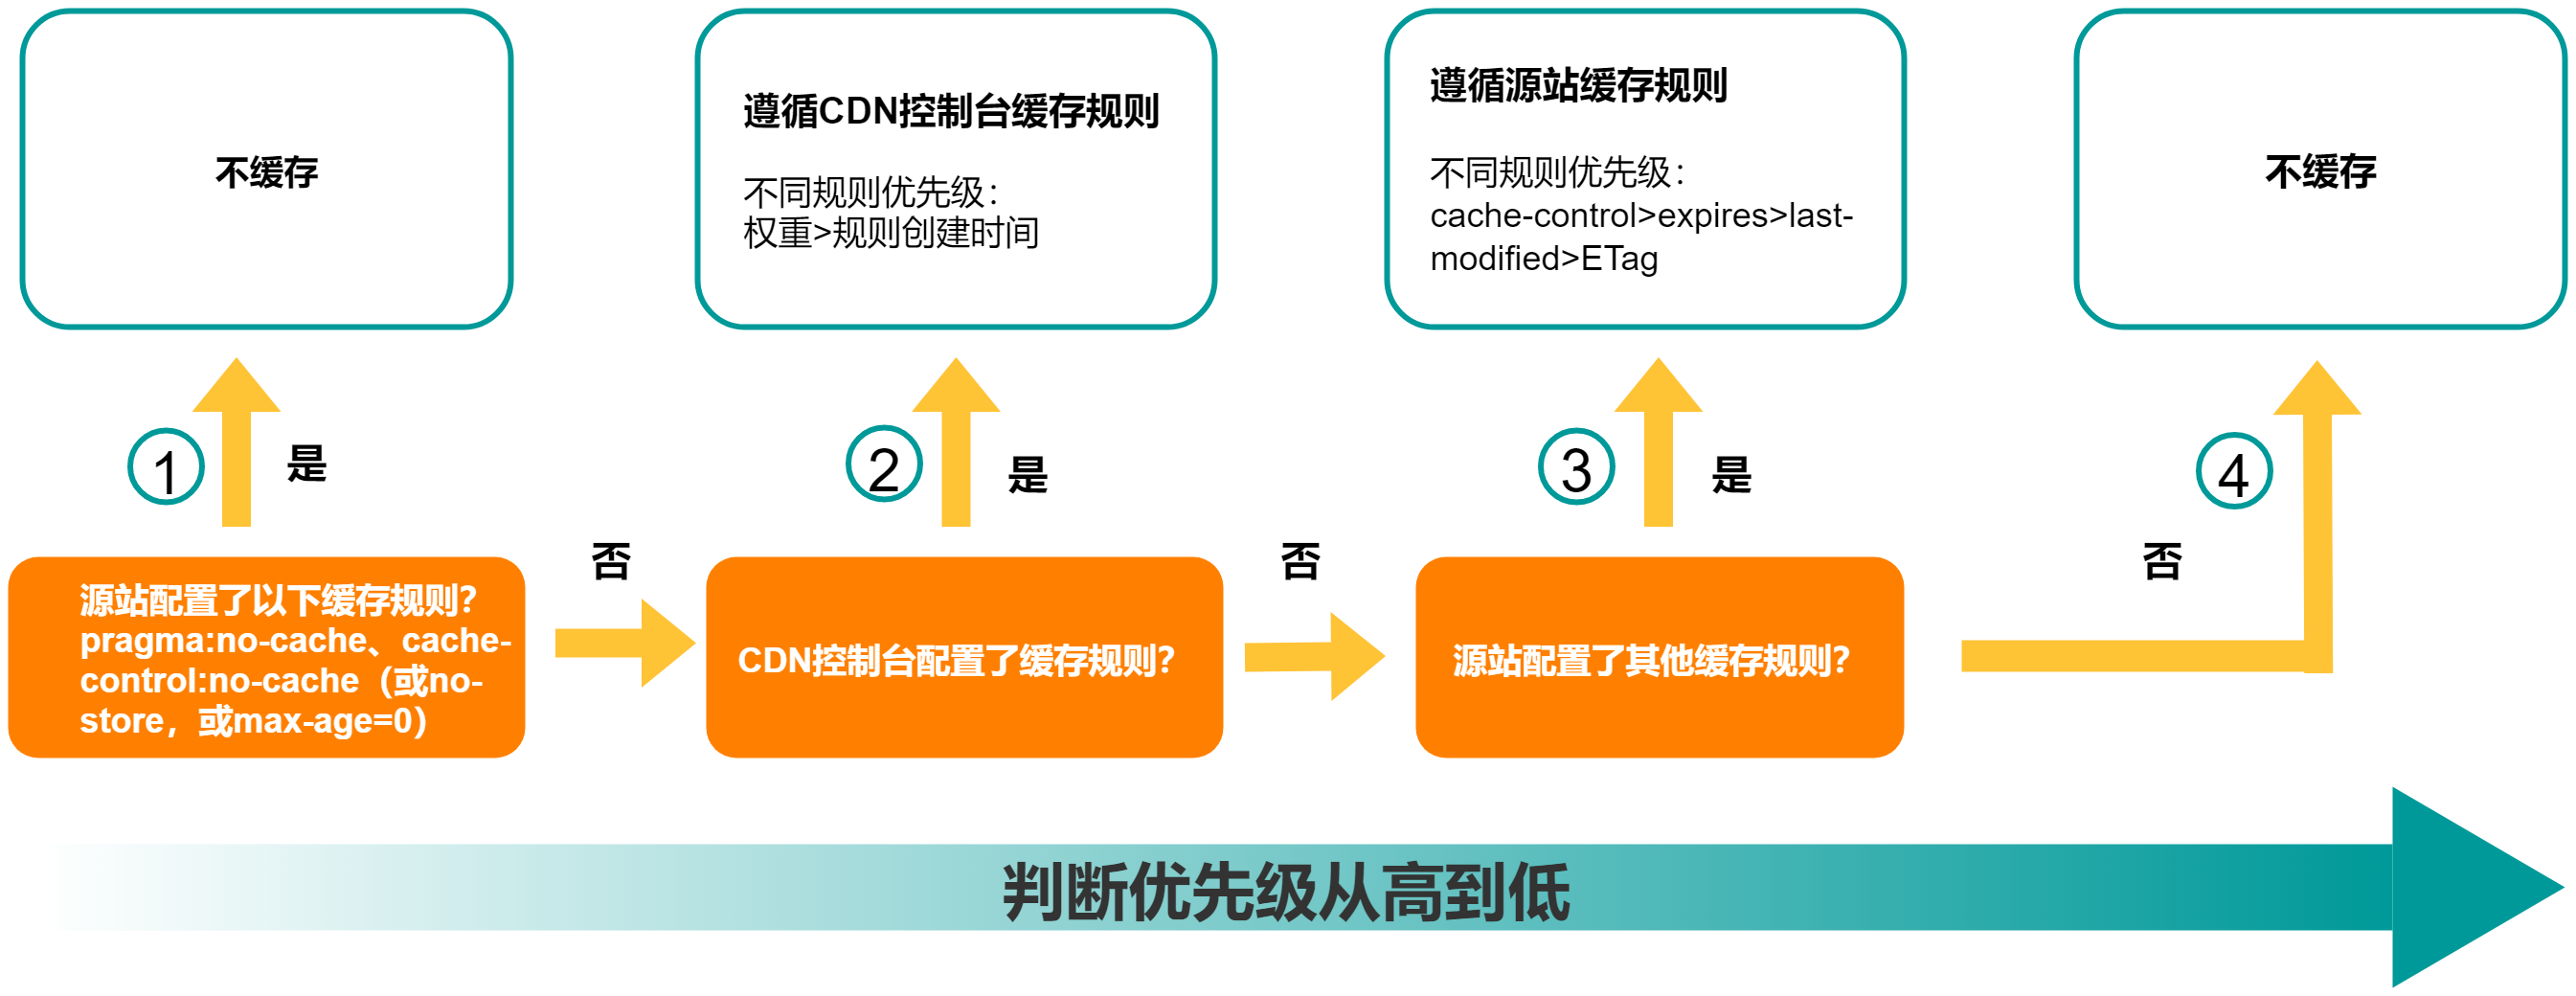 不缓存
遵循CDN控制台缓存规则
不同规则优先级：
权重>规则创建时间
遵循源站缓存规则
不同规则优先级：
cache-control>expires>last-
modified>ETag
不缓存
1
是
2
是
3
是
4
否
否
否
源站配置了以下缓存规则？
pragma:no-cache、cache-
control:no-cache（或no-
store，或max-age=0）
CDN控制台配置了缓存规则？
源站配置了其他缓存规则？
判断优先级从高到低